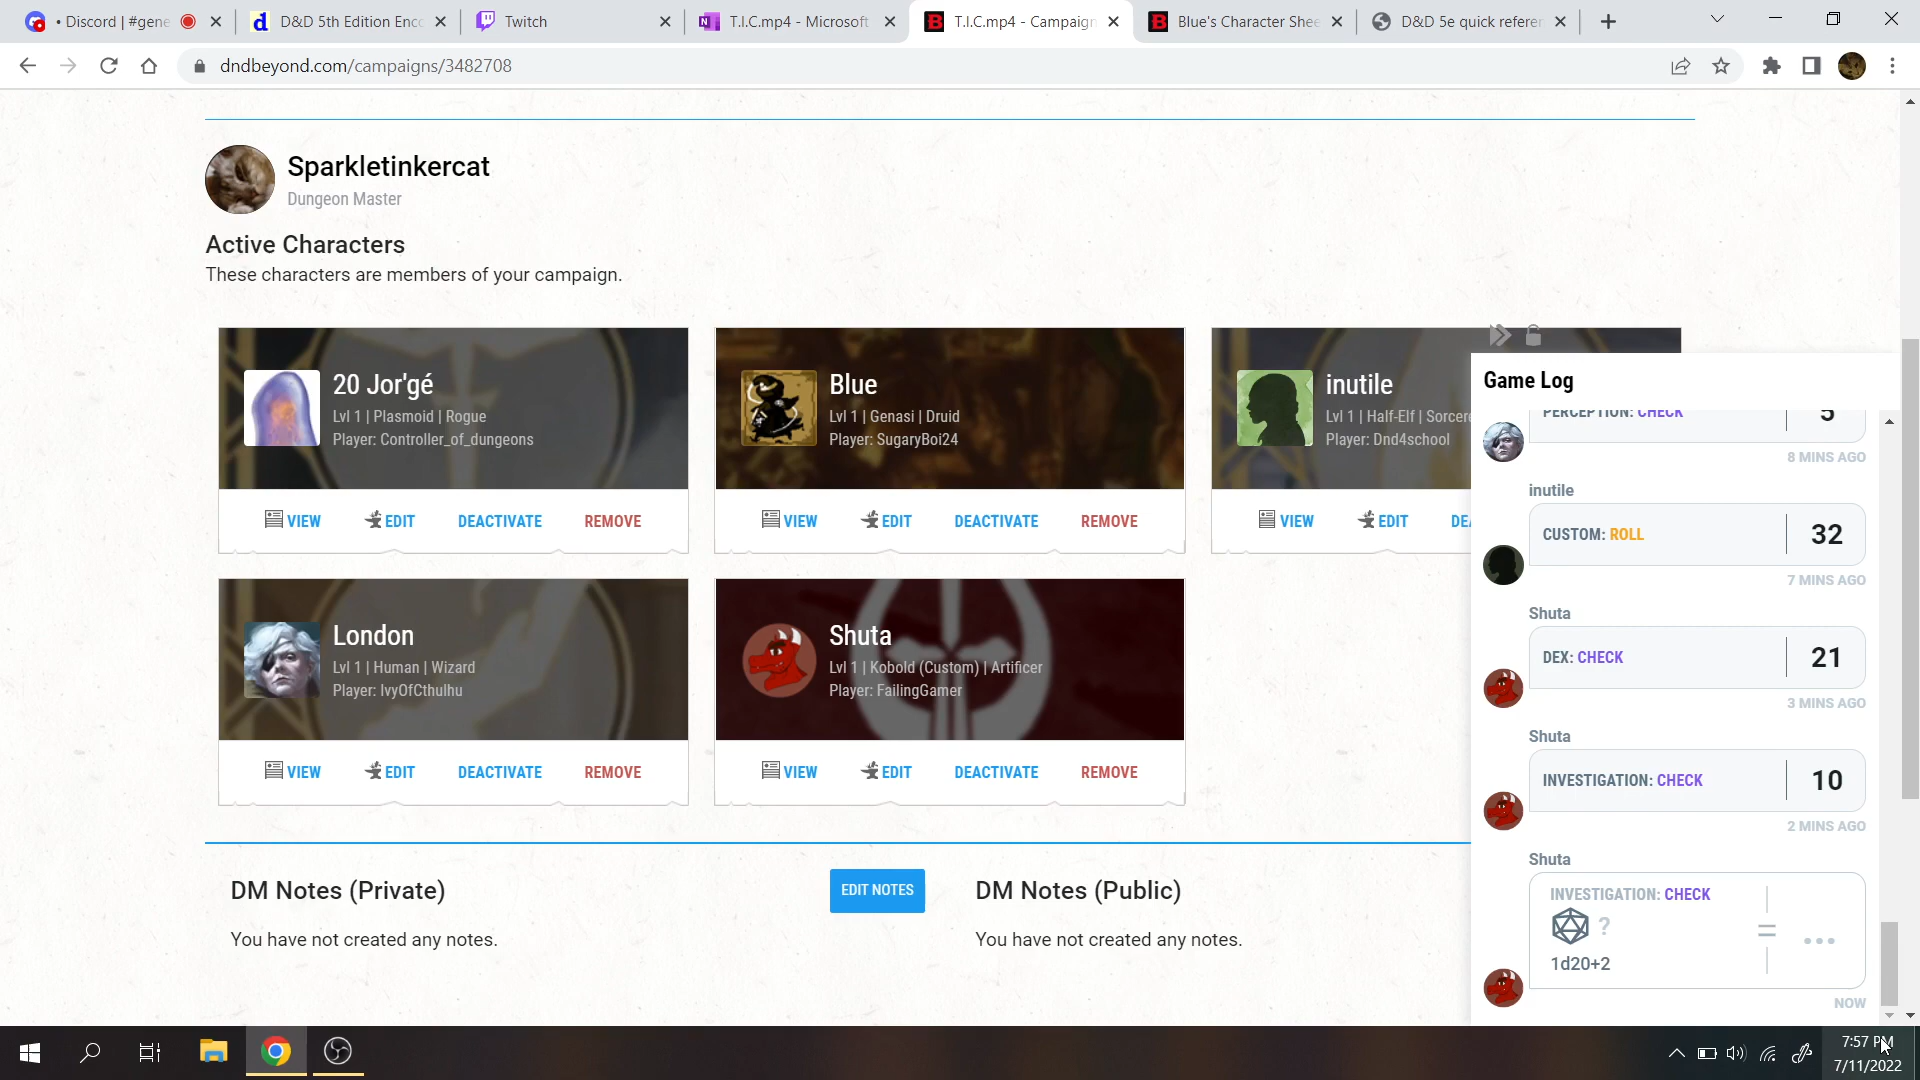 • Discord | #gene
D&D 5th Edition Enc
Twitch
T.I.C.mp4 - Microsoft
T.I.C.mp4 - Campaign
Blue's Character Shee
D&D 5e quick referen
dndbeyond.com/campaigns/3482708
Sparkletinkercat
Dungeon Master
Active Characters
These characters are members of your campaign.
20 Jor'gé
Lvl 1 | Plasmoid | Rogue
Player: Controller_of_dungeons
VIEW EDIT DEACTIVATE REMOVE
Blue
Lvl 1 | Genasi | Druid
Player: SugaryBoi24
VIEW EDIT DEACTIVATE REMOVE
inutile
Lvl 1 | Half-Elf | Sorcere
Player: Dnd4school
VIEW EDIT DEA
London
Lvl 1 | Human | Wizard
Player: IvyOfCthulhu
VIEW EDIT DEACTIVATE REMOVE
Shuta
Lvl 1 | Kobold (Custom) | Artificer
Player: FailingGamer
VIEW EDIT DEACTIVATE REMOVE
DM Notes (Private)
EDIT NOTES
You have not created any notes.
DM Notes (Public)
You have not created any notes.
Game Log
PERCEPTION: CHECK 5
8 MINS AGO
inutile
CUSTOM: ROLL 32
7 MINS AGO
Shuta
DEX: CHECK 21
3 MINS AGO
Shuta
INVESTIGATION: CHECK 10
2 MINS AGO
Shuta
INVESTIGATION: CHECK
? = ...
1d20+2
NOW
7:57 PM
7/11/2022